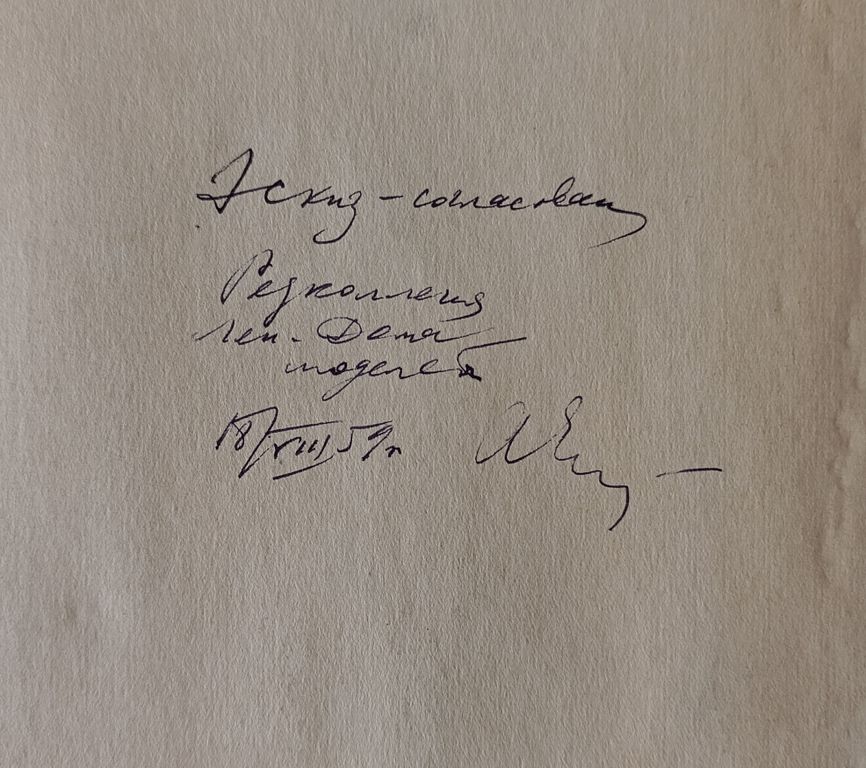 Эскиз - согласован
Редколлегия
Лен. Дома
моделей
18/VIII 59г